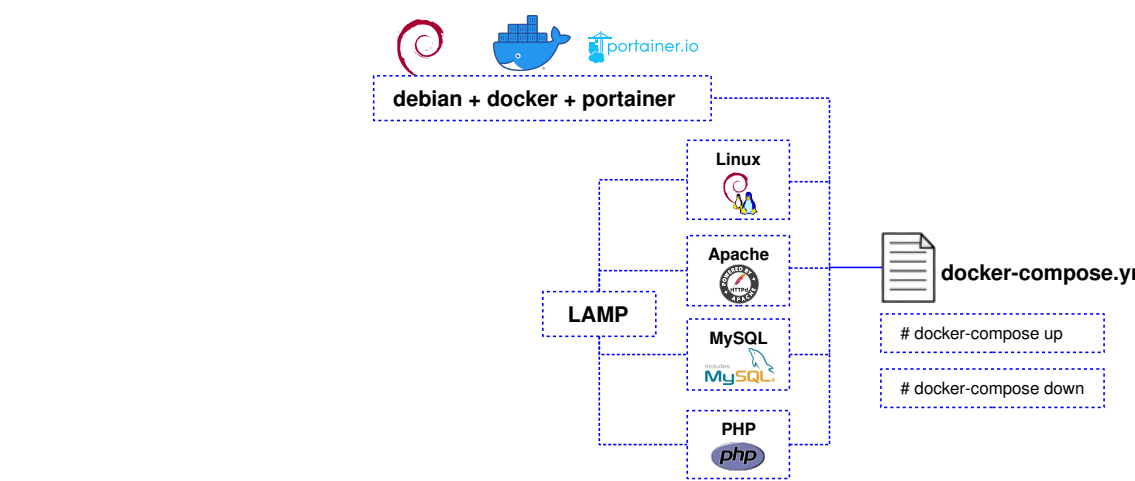 portainer.io
debian + docker + portainer
Linux
Apache
POWERED BY
HTTPd
APACHE
LAMP
docker-compose.y
MySQL
includes
MySQL
# docker-compose up
# docker-compose down
PHP
php